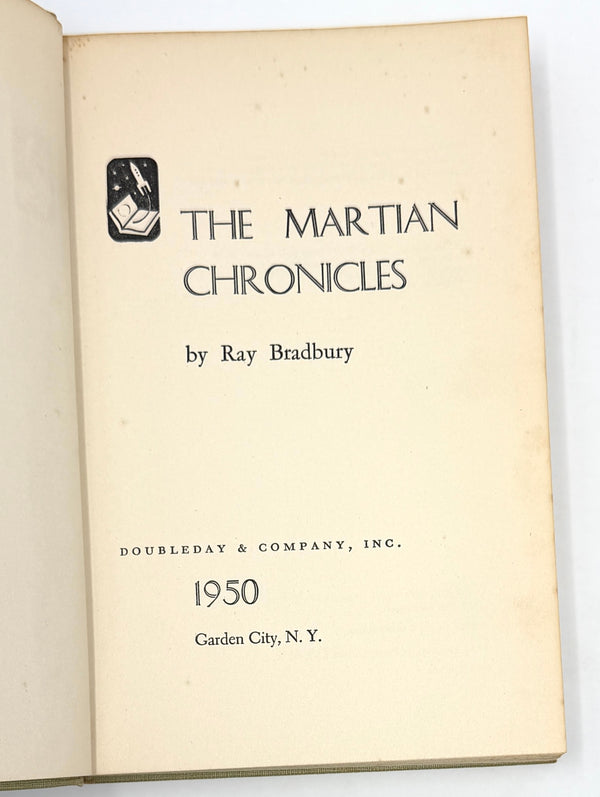 THE MARTIAN
CHRONICLES
by Ray Bradbury
DOUBLEDAY & COMPANY, INC.
1950
Garden City, N. Y.